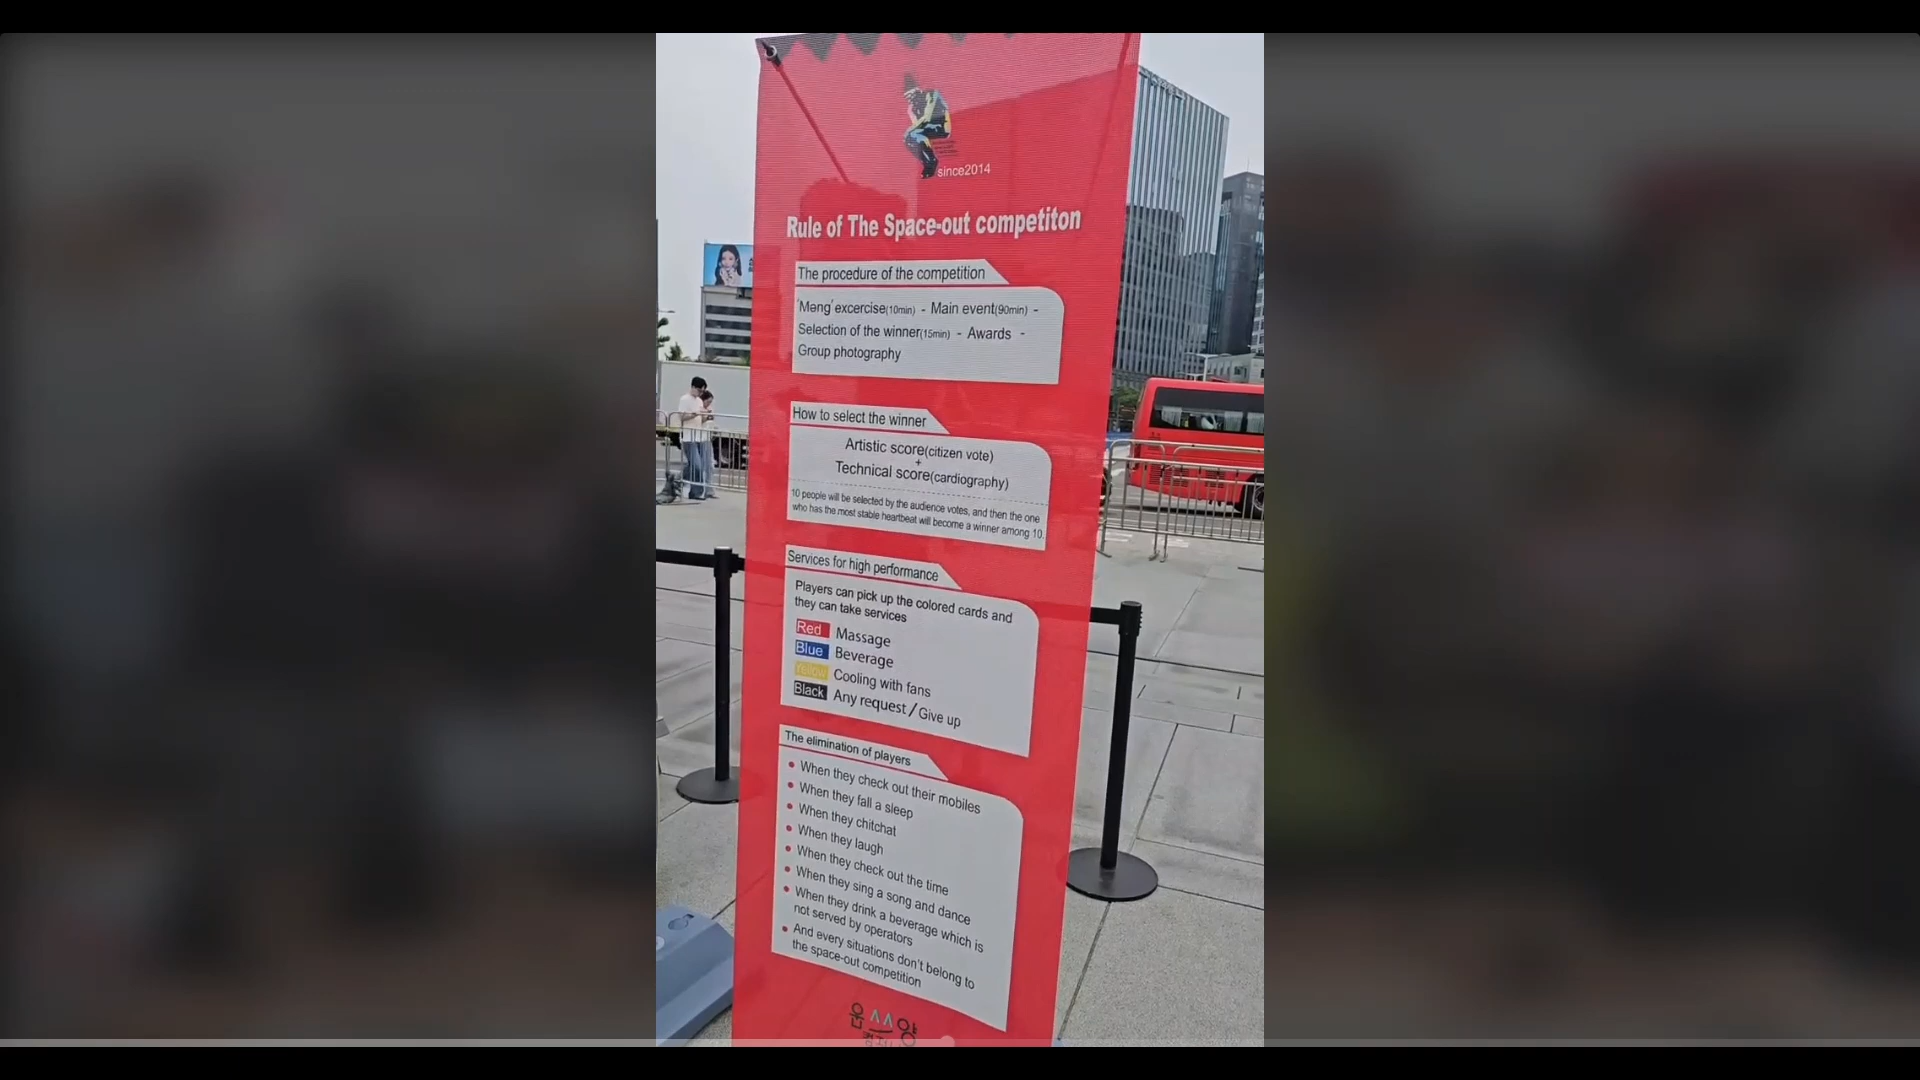 since2014
Rule of The Space-out competiton
The procedure of the competition
'Məng' excercise(10min) - Main event(90min) -
Selection of the winner(15min) - Awards -
Group photography
How to select the winner
Artistic score(citizen vote)
+
Technical score(cardiography)
10 people will be selected by the audience votes, and then the one
who has the most stable heartbeat will become a winner among 10.
Services for high performance
Players can pick up the colored cards and
they can take services
Red Massage
Blue Beverage
Yellow Cooling with fans
Black Any request / Give up
The elimination of players
• When they check out their mobiles
• When they fall a sleep
• When they chitchat
• When they laugh
• When they check out the time
• When they sing a song and dance
• When they drink a beverage which is
not served by operators
• And every situations don't belong to
the space-out competition
웁쓰양